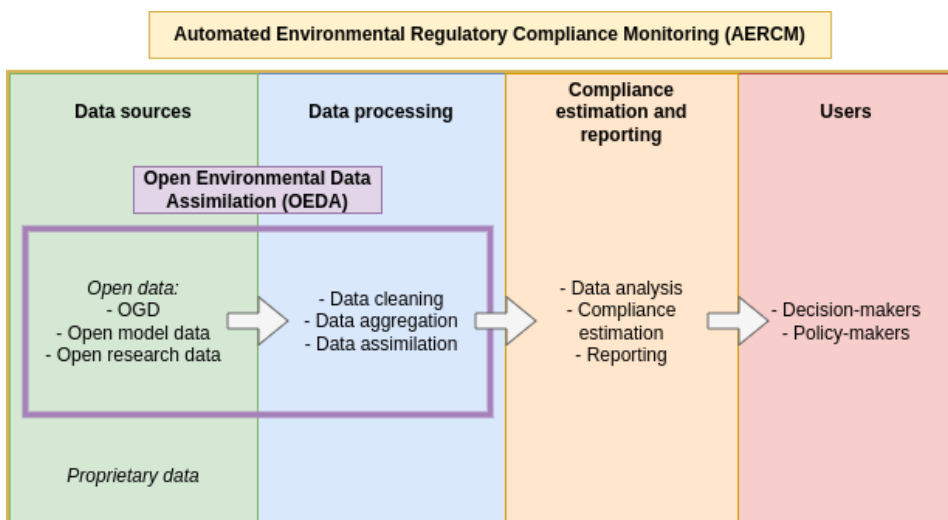 Automated Environmental Regulatory Compliance Monitoring (AERCM)
Data sources
Data processing
Compliance
estimation and
reporting
Users
Open Environmental Data
Assimilation (OEDA)
Open data:
- OGD
- Open model data
- Open research data
- Data cleaning
- Data aggregation
- Data assimilation
- Data analysis
- Compliance
estimation
- Reporting
- Decision-makers
- Policy-makers
Proprietary data